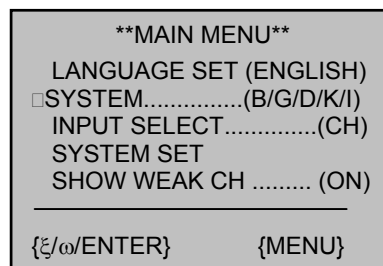 **MAIN MENU**
LANGUAGE SET (ENGLISH)
□SYSTEM...............(B/G/D/K/I)
INPUT SELECT..............(CH)
SYSTEM SET
SHOW WEAK CH ......... (ON)
{ξ/ω/ENTER} {MENU}